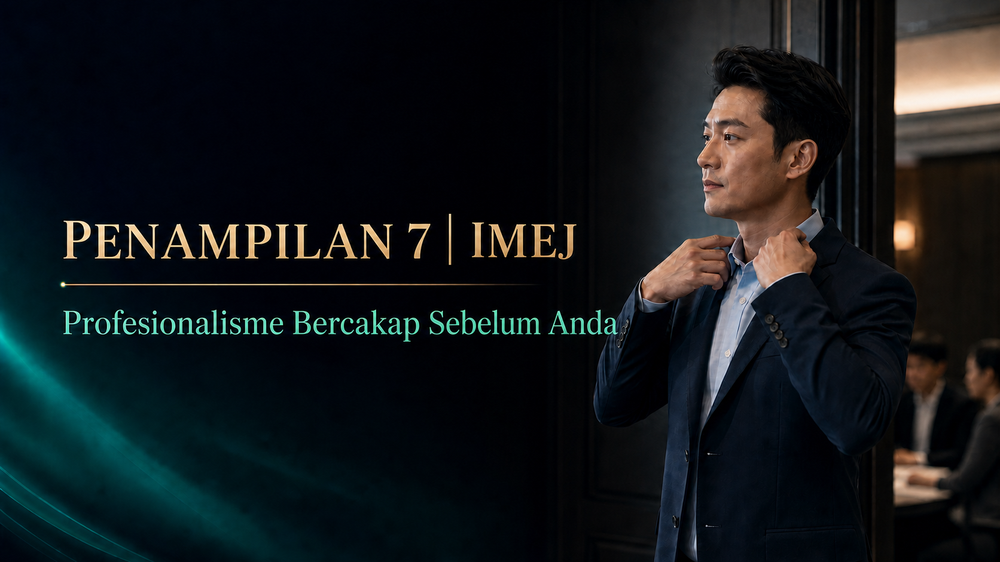 PENAMPILAN 7 | IMEJ
Profesionalisme Bercakap Sebelum Anda